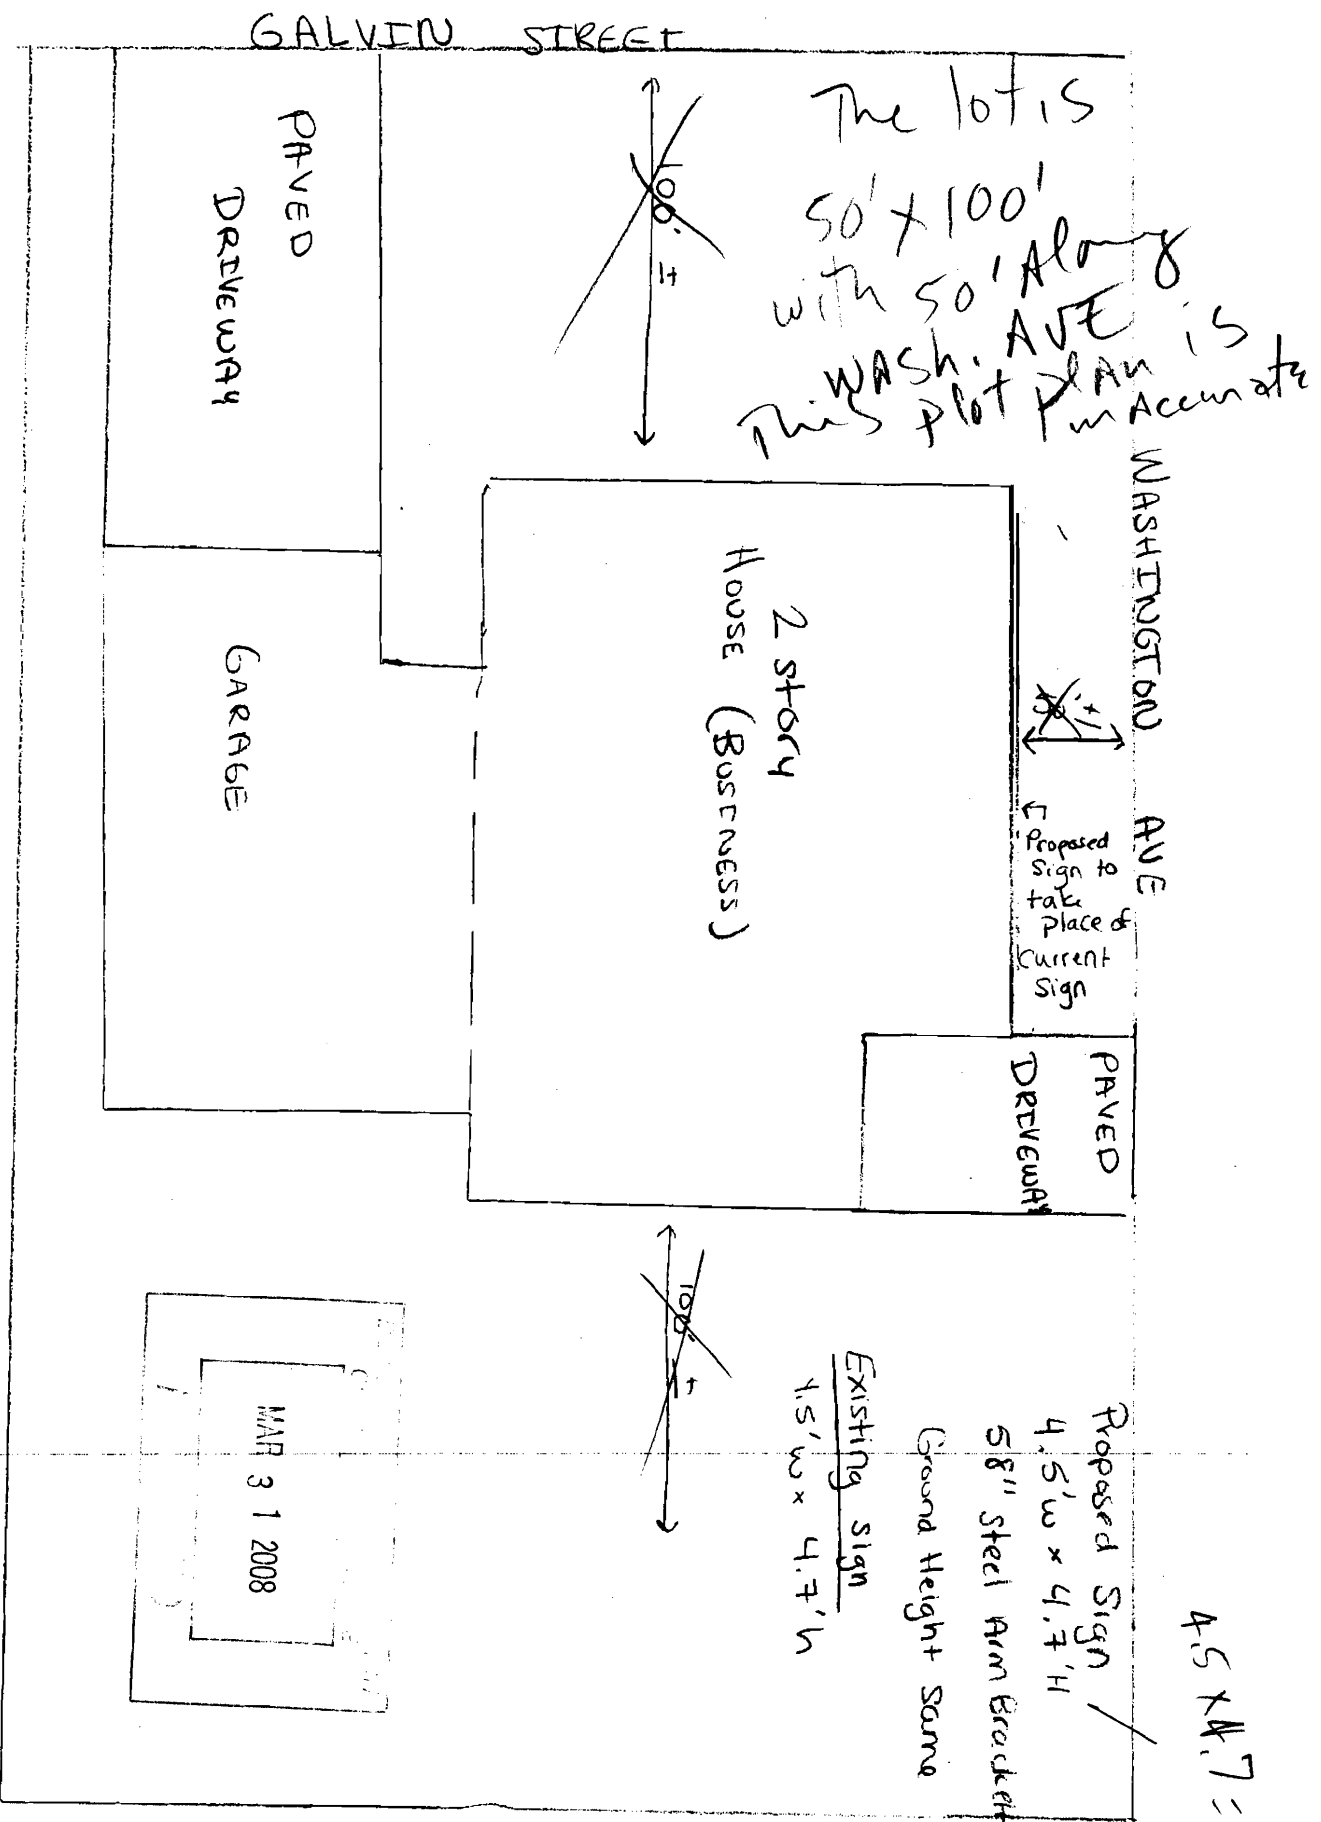 GALVIN STREET
The lot is
50' x 100'
with 50' Along
WASH. AVE
This plot plan is
inaccurate
PAVED
DRIVEWAY
100' ±
WASHINGTON AVE
2 story
HOUSE (BUSINESS)
GARAGE
Proposed
Sign to
take
place of
current
Sign
PAVED
DRIVEWAY
100' ±
Existing Sign
4.5'w x 4.7'h
Proposed Sign
4.5'w x 4.7'H
58" Steel Arm Bracket
Ground Height Same
4.5 x 4.7 =
MAR 31 2008